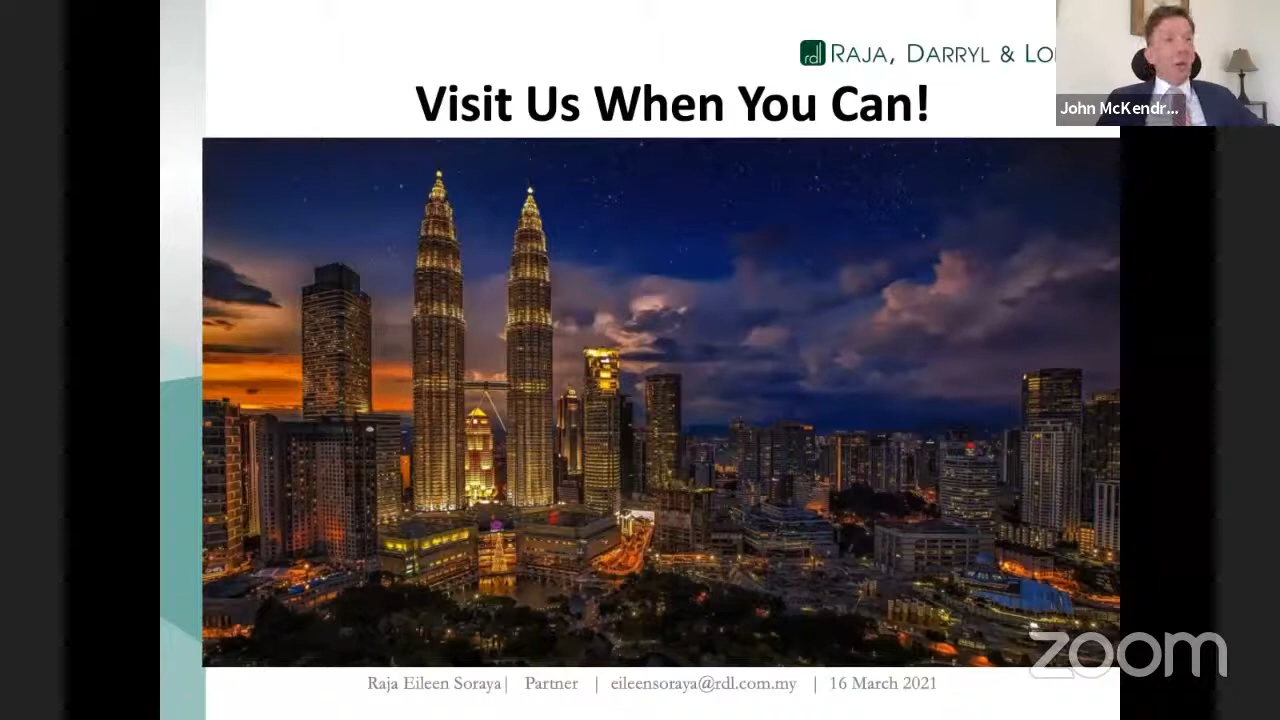 rdl RAJA, DARRYL & LO
Visit Us When You Can!
John McKendr...
zoom
Raja Eileen Soraya| Partner | eileensoraya@rdl.com.my | 16 March 2021